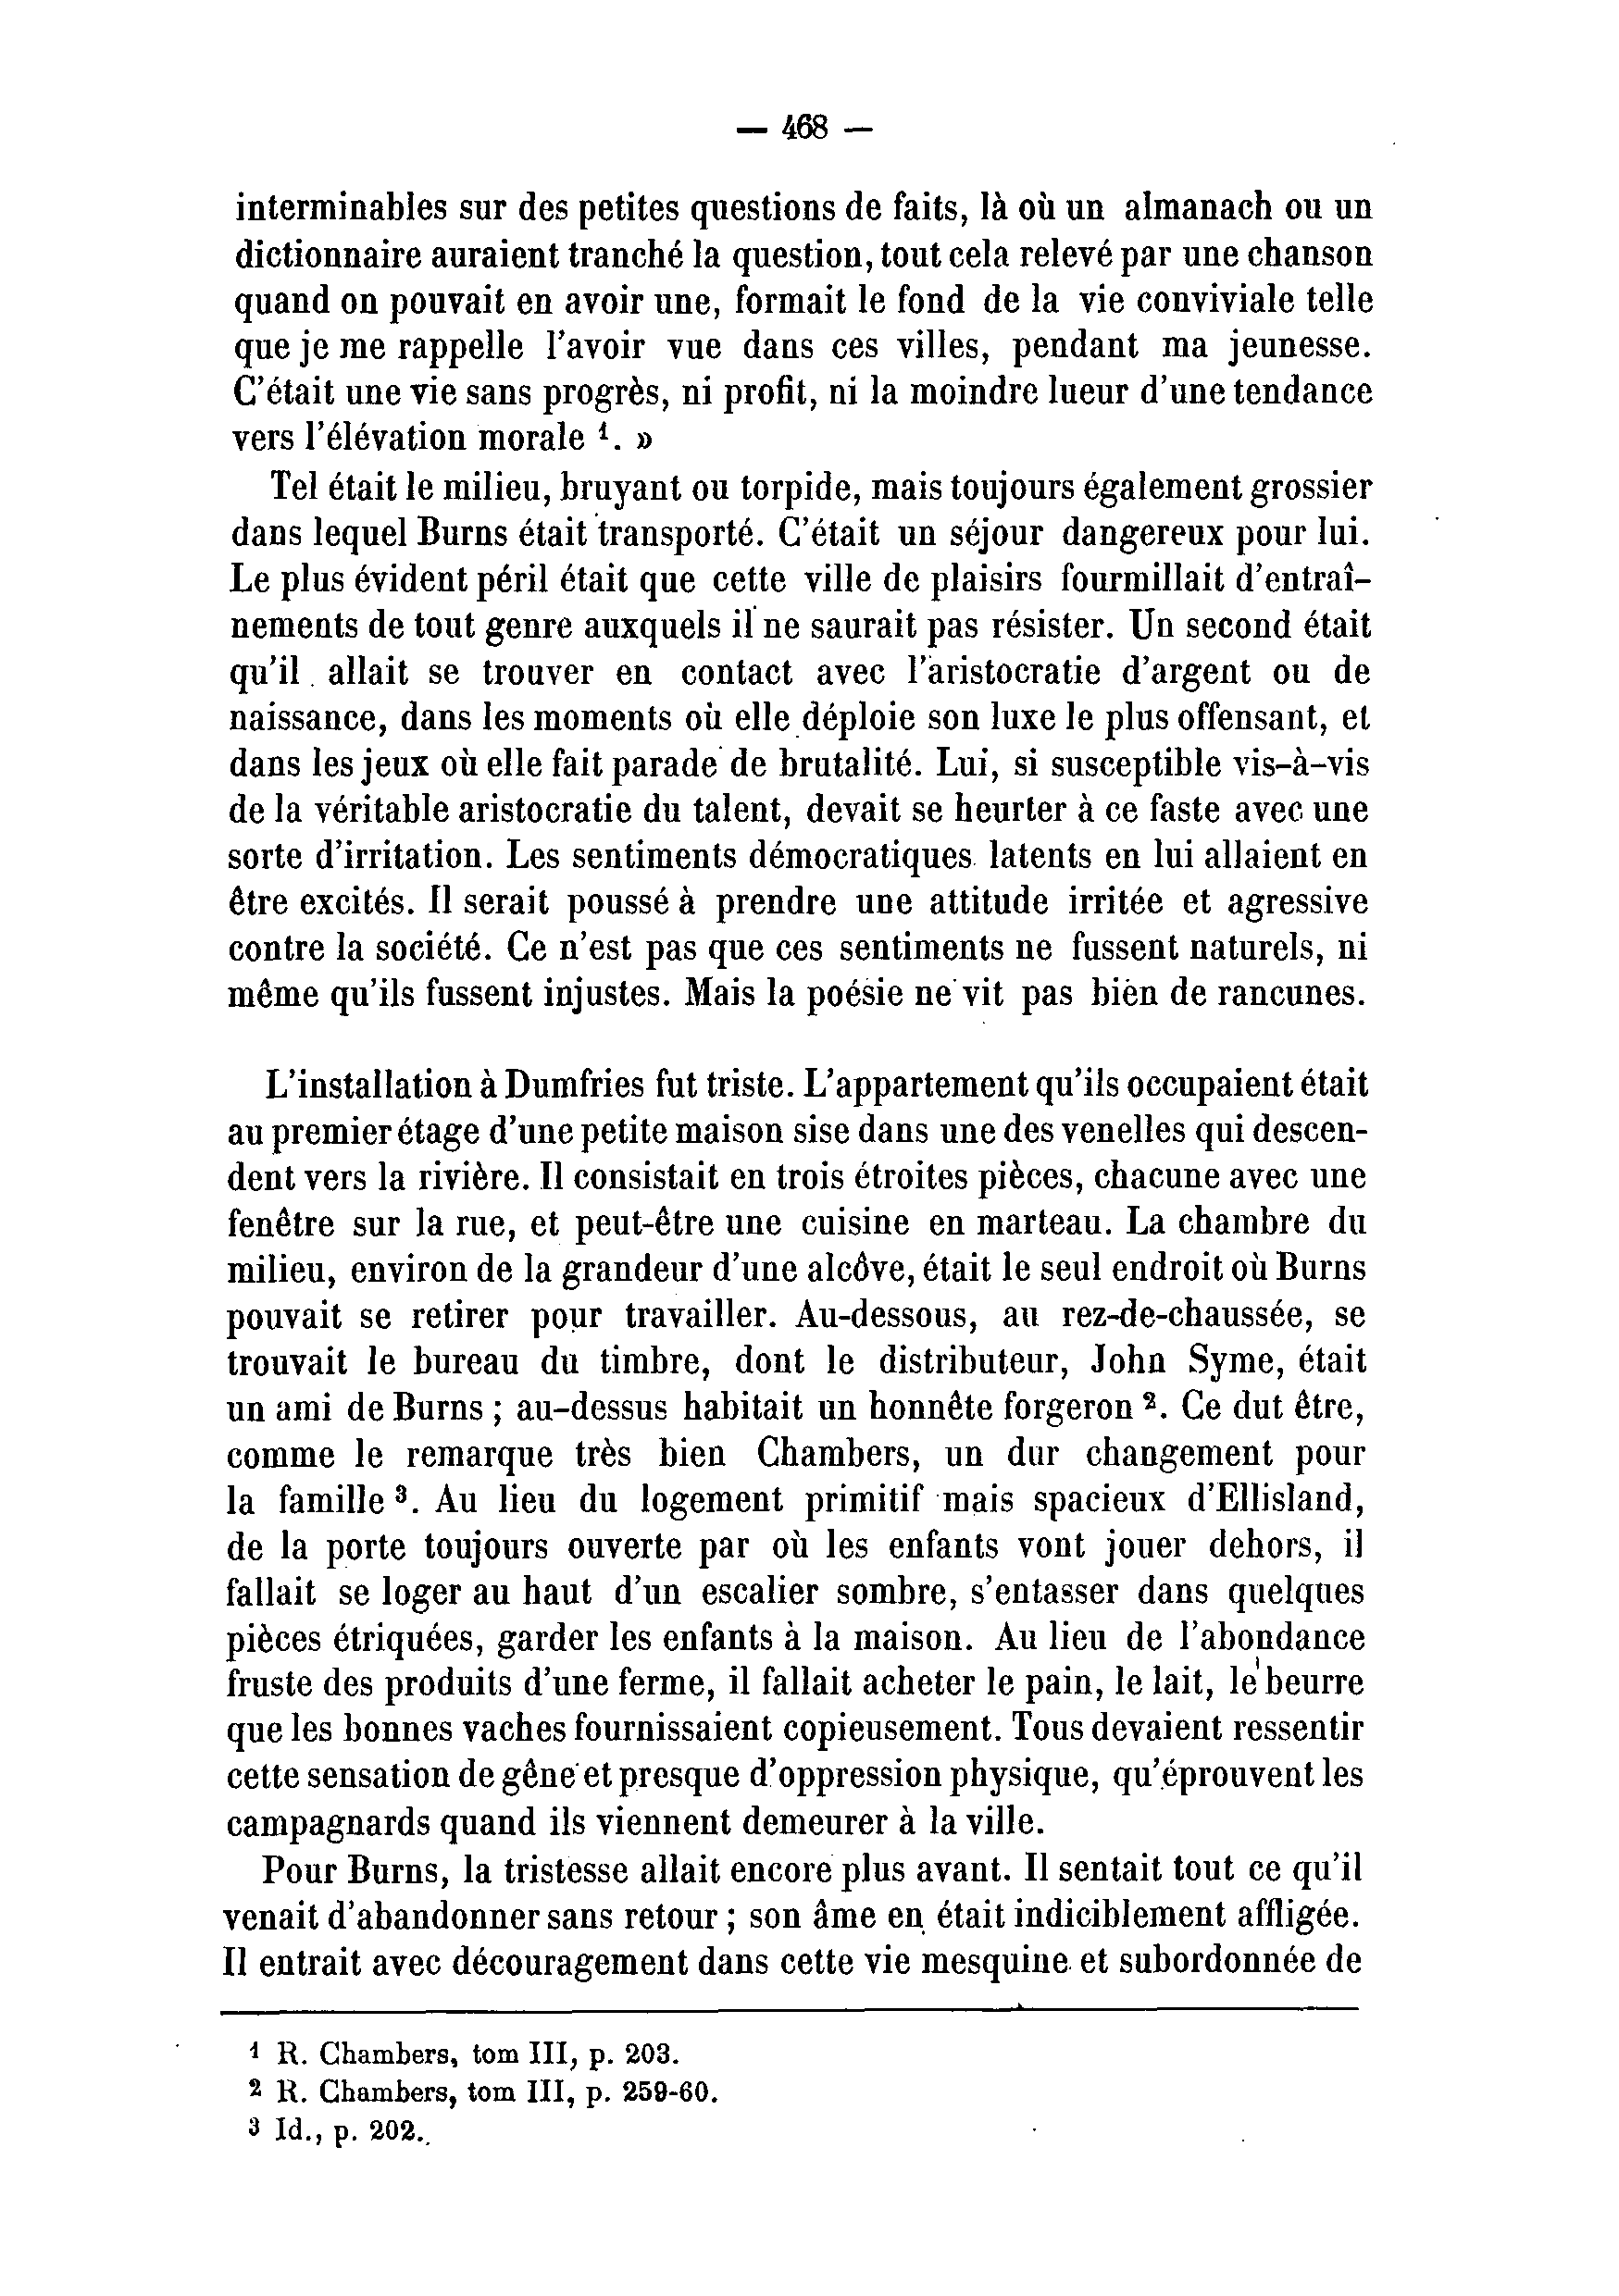 — 468 —
interminables sur des petites questions de faits, là où un almanach ou un
dictionnaire auraient tranché la question, tout cela relevé par une chanson
quand on pouvait en avoir une, formait le fond de la vie conviviale telle
que je me rappelle l'avoir vue dans ces villes, pendant ma jeunesse.
C'était une vie sans progrès, ni profit, ni la moindre lueur d'une tendance
vers l'élévation morale ¹. »
Tel était le milieu, bruyant ou torpide, mais toujours également grossier
dans lequel Burns était transporté. C'était un séjour dangereux pour lui.
Le plus évident péril était que cette ville de plaisirs fourmillait d'entraî-
nements de tout genre auxquels il ne saurait pas résister. Un second était
qu'il allait se trouver en contact avec l'aristocratie d'argent ou de
naissance, dans les moments où elle déploie son luxe le plus offensant, et
dans les jeux où elle fait parade de brutalité. Lui, si susceptible vis-à-vis
de la véritable aristocratie du talent, devait se heurter à ce faste avec une
sorte d'irritation. Les sentiments démocratiques latents en lui allaient en
être excités. Il serait poussé à prendre une attitude irritée et agressive
contre la société. Ce n'est pas que ces sentiments ne fussent naturels, ni
même qu'ils fussent injustes. Mais la poésie ne vit pas bien de rancunes.
L'installation à Dumfries fut triste. L'appartement qu'ils occupaient était
au premier étage d'une petite maison sise dans une des venelles qui descen-
dent vers la rivière. Il consistait en trois étroites pièces, chacune avec une
fenêtre sur la rue, et peut-être une cuisine en marteau. La chambre du
milieu, environ de la grandeur d'une alcôve, était le seul endroit où Burns
pouvait se retirer pour travailler. Au-dessous, au rez-de-chaussée, se
trouvait le bureau du timbre, dont le distributeur, John Syme, était
un ami de Burns ; au-dessus habitait un honnête forgeron ². Ce dut être,
comme le remarque très bien Chambers, un dur changement pour
la famille ³. Au lieu du logement primitif mais spacieux d'Ellisland,
de la porte toujours ouverte par où les enfants vont jouer dehors, il
fallait se loger au haut d'un escalier sombre, s'entasser dans quelques
pièces étriquées, garder les enfants à la maison. Au lieu de l'abondance
fruste des produits d'une ferme, il fallait acheter le pain, le lait, le beurre
que les bonnes vaches fournissaient copieusement. Tous devaient ressentir
cette sensation de gêne et presque d'oppression physique, qu'éprouvent les
campagnards quand ils viennent demeurer à la ville.
Pour Burns, la tristesse allait encore plus avant. Il sentait tout ce qu'il
venait d'abandonner sans retour ; son âme en était indiciblement affligée.
Il entrait avec découragement dans cette vie mesquine et subordonnée de
¹ R. Chambers, tom III, p. 203.
² R. Chambers, tom III, p. 259-60.
³ Id., p. 202.